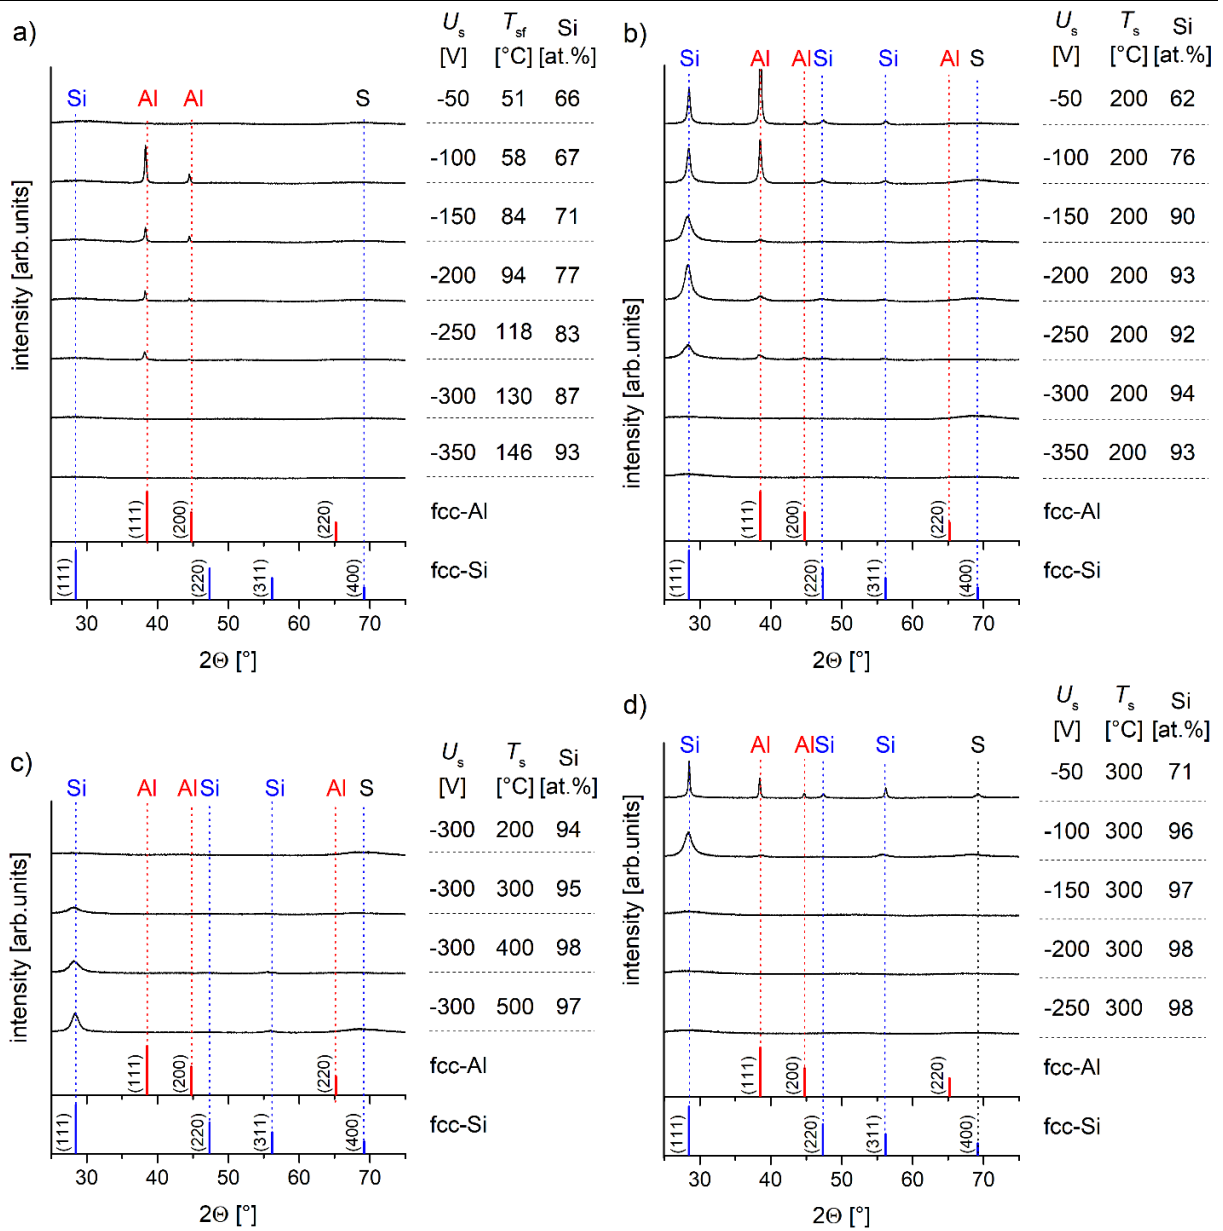 a)
U_s T_sf Si
[V] [°C] [at.%]
Si Al Al S
-50 51 66
-100 58 67
-150 84 71
-200 94 77
-250 118 83
-300 130 87
-350 146 93
intensity [arb.units]
(111) (200) (220) fcc-Al
(111) (220) (311) (400) fcc-Si
30 40 50 60 70
2Θ [°]
b)
U_s T_s Si
[V] [°C] [at.%]
Si Al Al Si Si Al S
-50 200 62
-100 200 76
-150 200 90
-200 200 93
-250 200 92
-300 200 94
-350 200 93
intensity [arb.units]
(111) (200) (220) fcc-Al
(111) (220) (311) (400) fcc-Si
30 40 50 60 70
2Θ [°]
c)
U_s T_s Si
[V] [°C] [at.%]
Si Al Al Si Si Al S
-300 200 94
-300 300 95
-300 400 98
-300 500 97
intensity [arb.units]
(111) (200) (220) fcc-Al
(111) (220) (311) (400) fcc-Si
30 40 50 60 70
2Θ [°]
d)
U_s T_s Si
[V] [°C] [at.%]
Si Al Al Si Si S
-50 300 71
-100 300 96
-150 300 97
-200 300 98
-250 300 98
intensity [arb.units]
(111) (200) (220) fcc-Al
(111) (220) (311) (400) fcc-Si
30 40 50 60 70
2Θ [°]